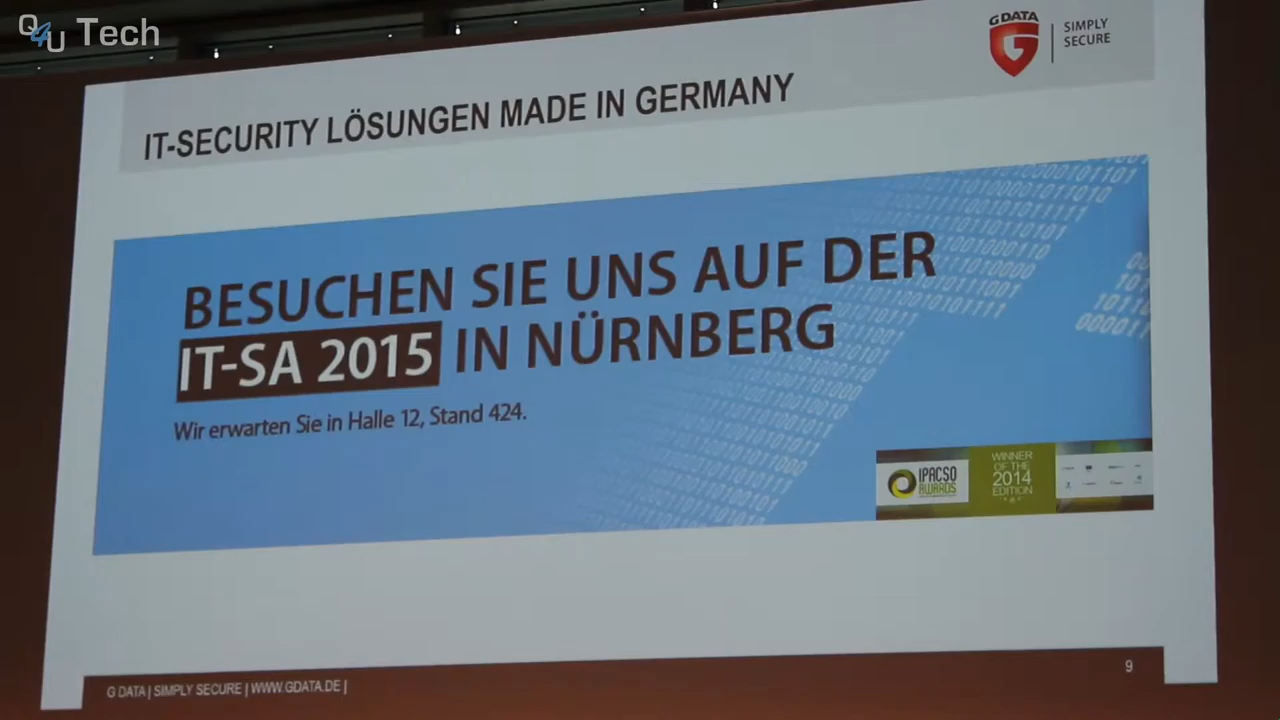 Q4U Tech
G DATA
SIMPLY
SECURE
IT-SECURITY LÖSUNGEN MADE IN GERMANY
BESUCHEN SIE UNS AUF DER
IT-SA 2015 IN NÜRNBERG
Wir erwarten Sie in Halle 12, Stand 424.
IPACSO
AWARDS
WINNER
OF THE
2014
EDITION
G DATA | SIMPLY SECURE | WWW.GDATA.DE |
9